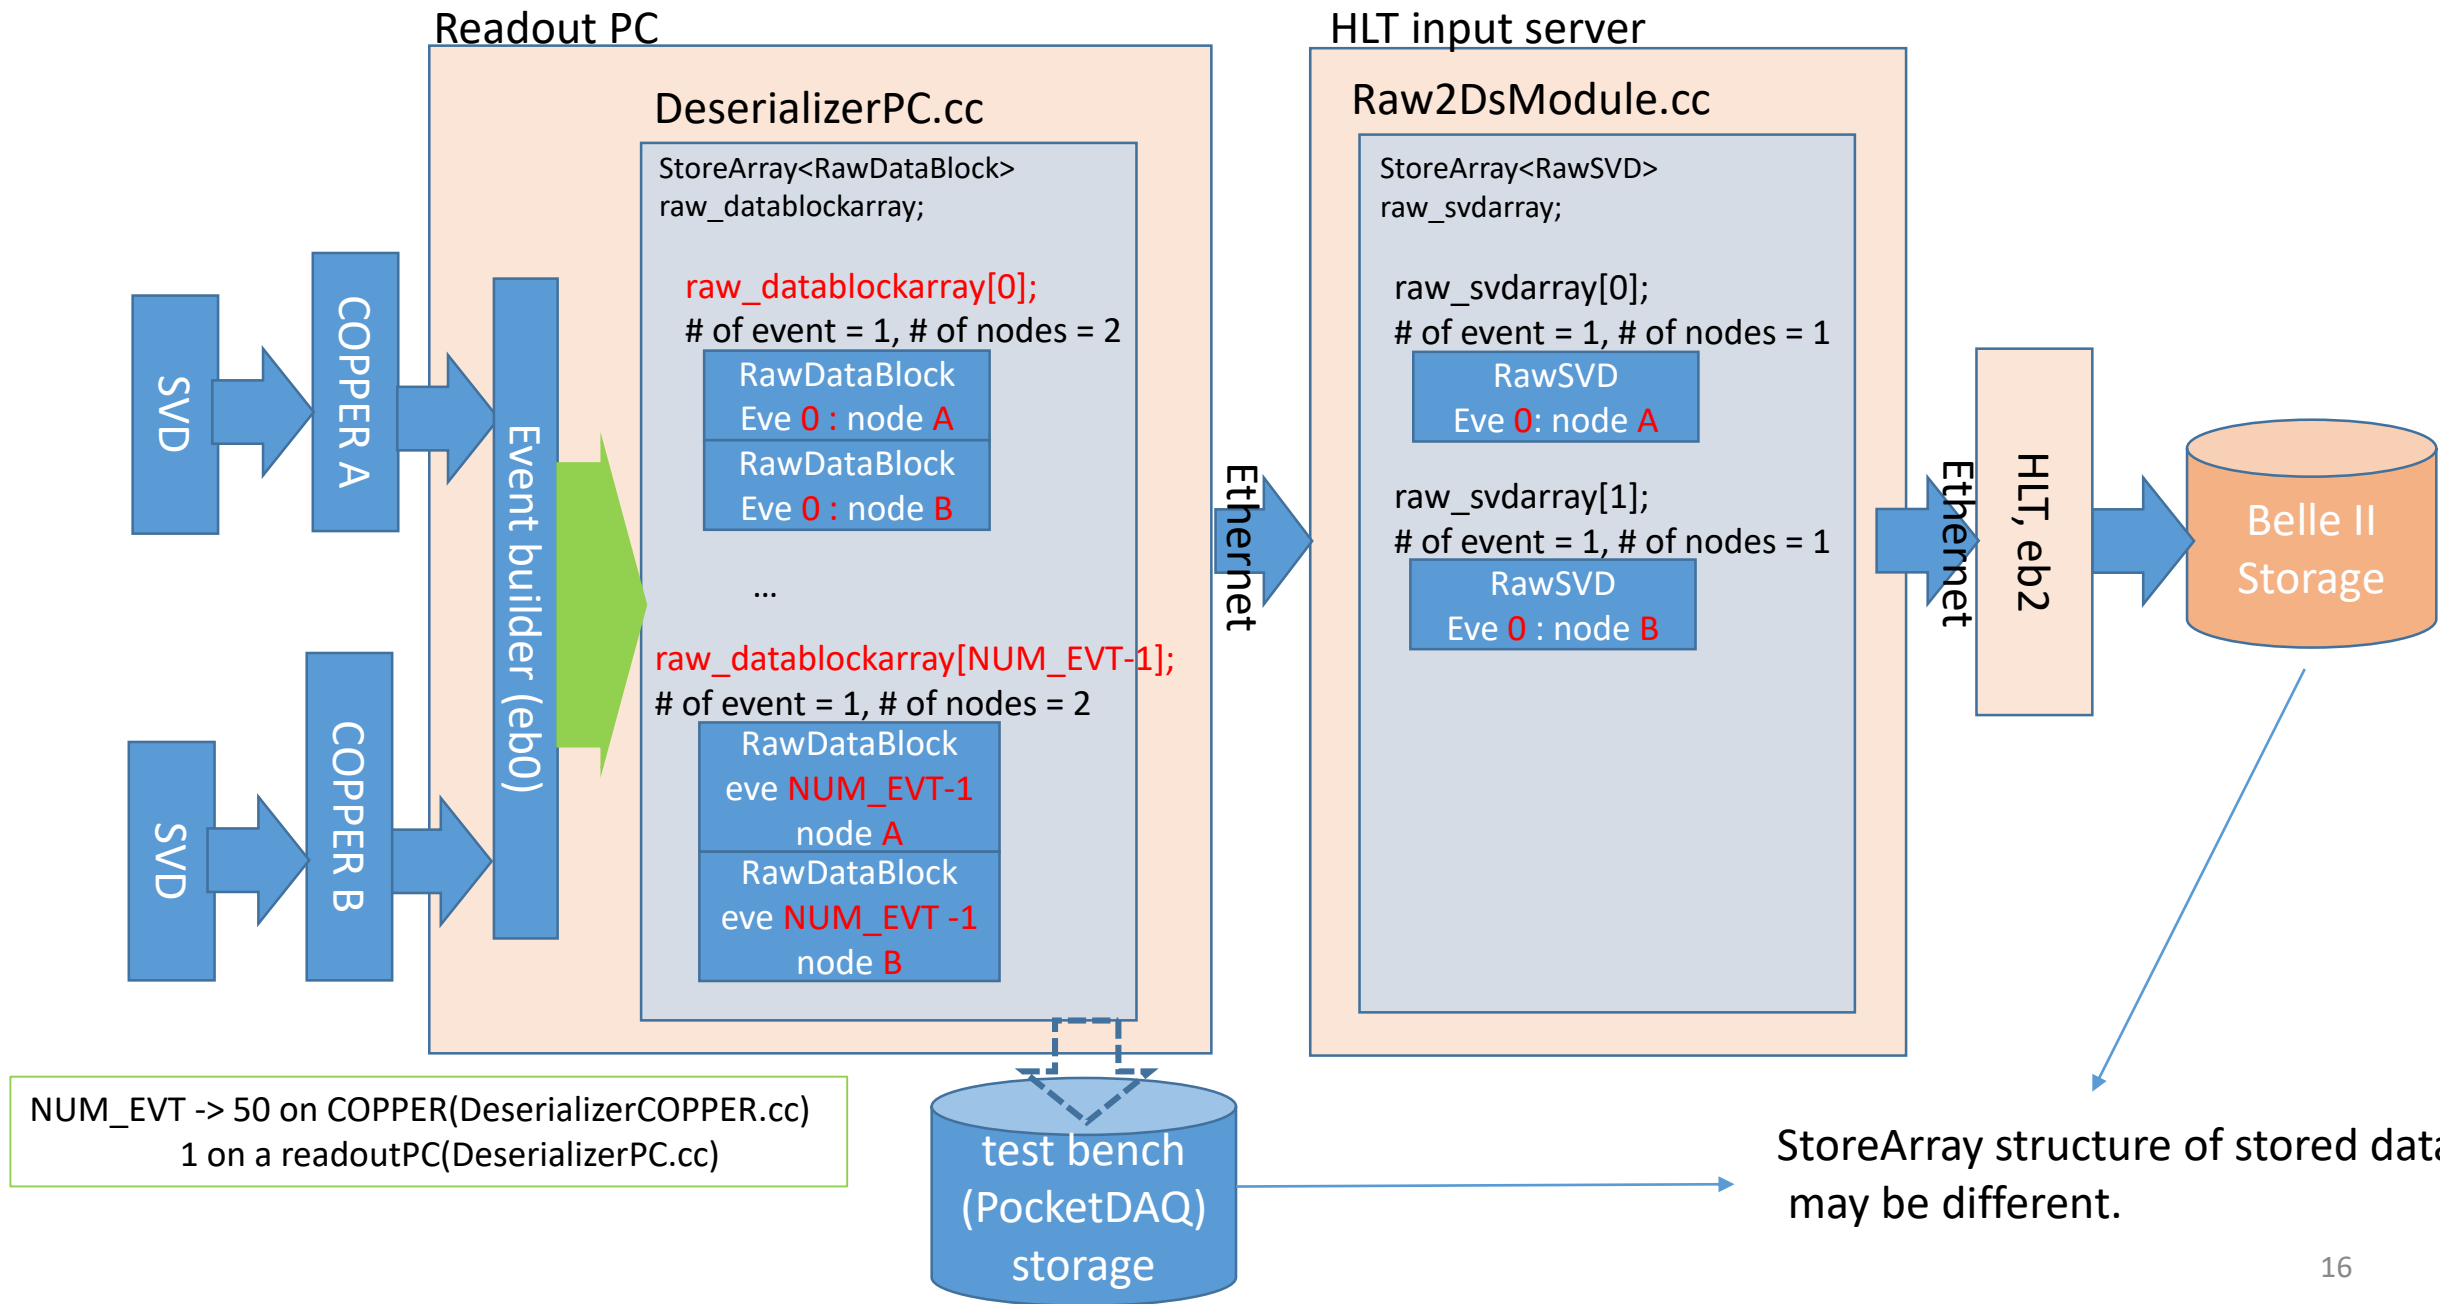 Readout PC
HLT input server
DeserializerPC.cc
Raw2DsModule.cc
StoreArray<RawDataBlock>
raw_datablockarray;
raw_datablockarray[0];
# of event = 1, # of nodes = 2
RawDataBlock
Eve 0 : node A
RawDataBlock
Eve 0 : node B
...
raw_datablockarray[NUM_EVT-1];
# of event = 1, # of nodes = 2
RawDataBlock
eve NUM_EVT-1
node A
RawDataBlock
eve NUM_EVT -1
node B
StoreArray<RawSVD>
raw_svdarray;
raw_svdarray[0];
# of event = 1, # of nodes = 1
RawSVD
Eve 0: node A
raw_svdarray[1];
# of event = 1, # of nodes = 1
RawSVD
Eve 0 : node B
SVD
COPPER A
SVD
COPPER B
Event builder (eb0)
Ethernet
Ethernet
HLT, eb2
Belle II
Storage
NUM_EVT -> 50 on COPPER(DeserializerCOPPER.cc)
1 on a readoutPC(DeserializerPC.cc)
test bench
(PocketDAQ)
storage
StoreArray structure of stored data
may be different.
16